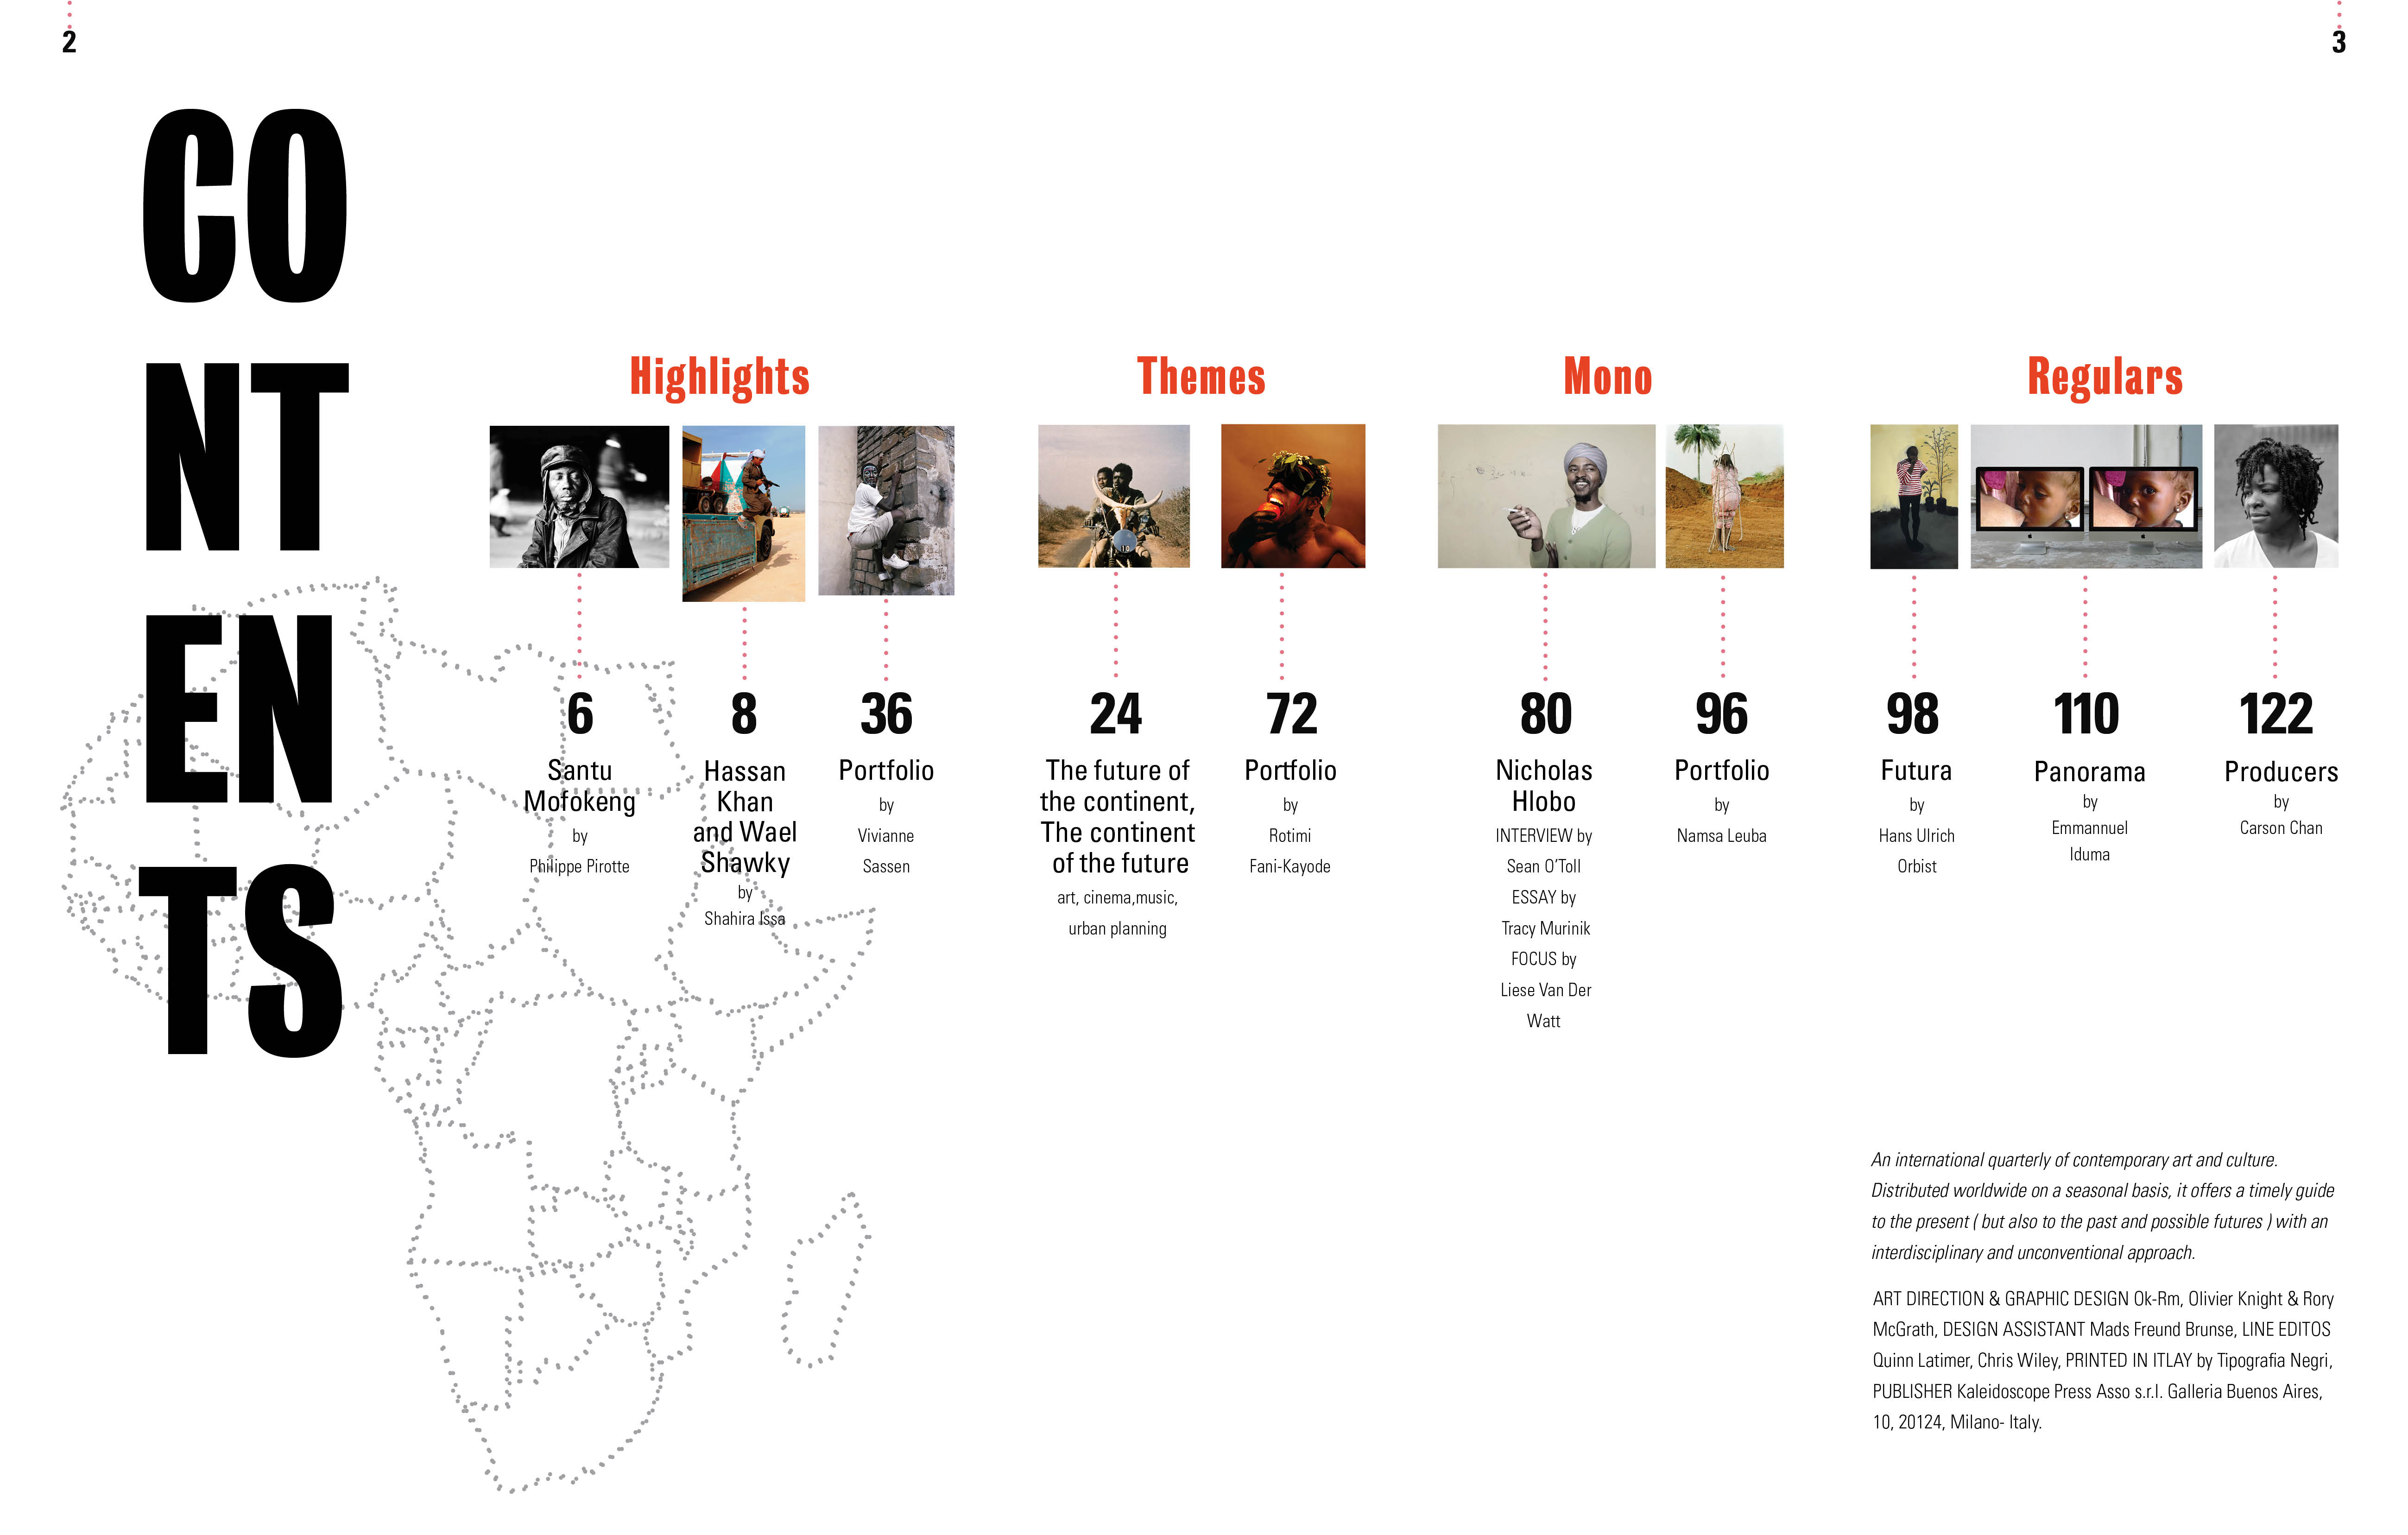 2
3
CO
NT
EN
TS
Highlights
6
Santu
Mofokeng
by
Philippe Pirotte
8
Hassan
Khan
and Wael
Shawky
by
Shahira Issa
36
Portfolio
by
Vivianne
Sassen
Themes
24
The future of
the continent,
The continent
of the future
art, cinema,music,
urban planning
72
Portfolio
by
Rotimi
Fani-Kayode
Mono
80
Nicholas
Hlobo
INTERVIEW by
Sean O’Toll
ESSAY by
Tracy Murinik
FOCUS by
Liese Van Der
Watt
96
Portfolio
by
Namsa Leuba
Regulars
98
Futura
by
Hans Ulrich
Orbist
110
Panorama
by
Emmannuel
Iduma
122
Producers
by
Carson Chan
An international quarterly of contemporary art and culture.
Distributed worldwide on a seasonal basis, it offers a timely guide
to the present ( but also to the past and possible futures ) with an
interdisciplinary and unconventional approach.
ART DIRECTION & GRAPHIC DESIGN Ok-Rm, Olivier Knight & Rory
McGrath, DESIGN ASSISTANT Mads Freund Brunse, LINE EDITOS
Quinn Latimer, Chris Wiley, PRINTED IN ITLAY by Tipografia Negri,
PUBLISHER Kaleidoscope Press Asso s.r.l. Galleria Buenos Aires,
10, 20124, Milano- Italy.